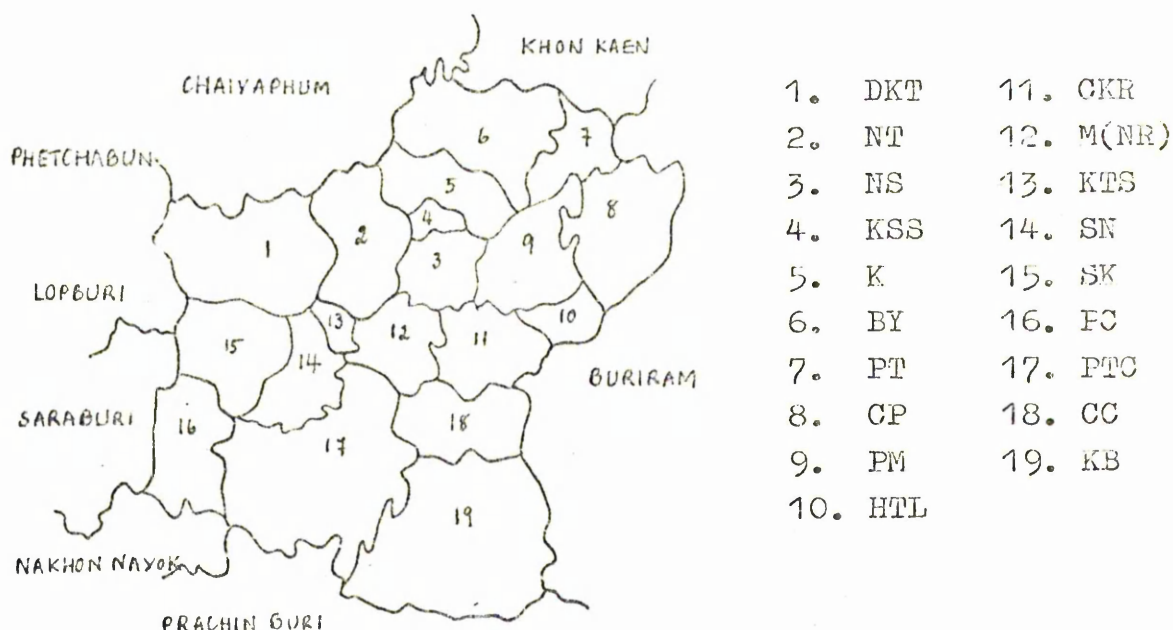 KHON KAEN
CHAIYAPHUM
PHETCHABUN
LOPBURI
SARABURI
NAKHON NAYOK
PRACHIN BURI
BURIRAM
6
7
5
8
4
2
9
1
3
10
13
12
11
15
14
18
16
17
19
1. DKT
2. NT
3. NS
4. KSS
5. K
6. BY
7. PT
8. CP
9. PM
10. HTL
11. CKR
12. M(NR)
13. KTS
14. SN
15. SK
16. PC
17. PTC
18. CC
19. KB